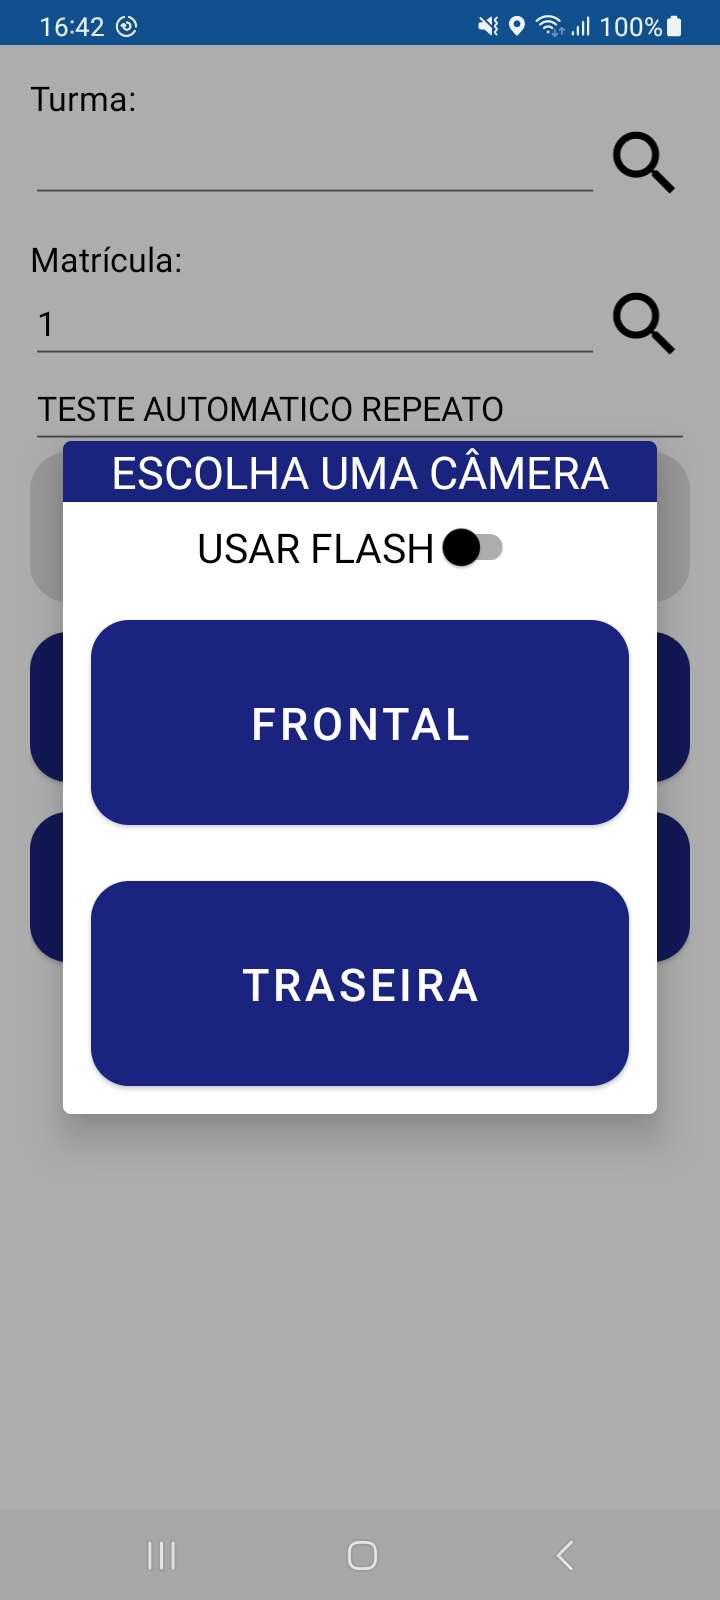 16:42 100%
Turma:
Matrícula:
1
TESTE AUTOMATICO REPEATO
ESCOLHA UMA CÂMERA
USAR FLASH
FRONTAL
TRASEIRA